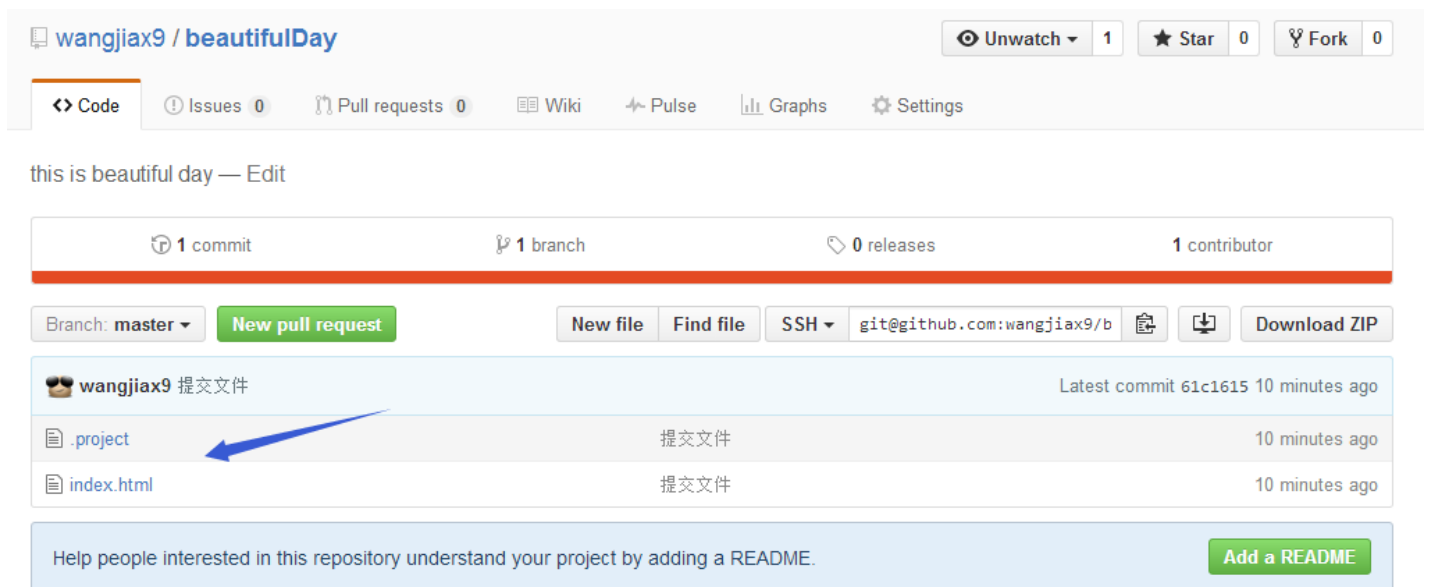 wangjiax9 / beautifulDay Unwatch 1 Star 0 Fork 0
Code Issues 0 Pull requests 0 Wiki Pulse Graphs Settings
this is beautiful day — Edit
1 commit 1 branch 0 releases 1 contributor
Branch: master New pull request New file Find file SSH git@github.com:wangjiax9/b Download ZIP
wangjiax9 提交文件 Latest commit 61c1615 10 minutes ago
.project 提交文件 10 minutes ago
index.html 提交文件 10 minutes ago
Help people interested in this repository understand your project by adding a README. Add a README